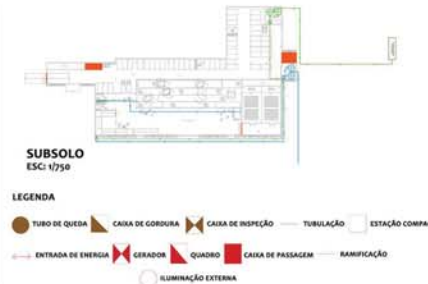 SUBSOLO
ESC: 1/750
LEGENDA
TUBO DE QUEDA CAIXA DE GORDURA CAIXA DE INSPEÇÃO TUBULAÇÃO ESTAÇÃO COMPAC
ENTRADA DE ENERGIA GERADOR QUADRO CAIXA DE PASSAGEM RAMIFICAÇÃO
ILUMINAÇÃO EXTERNA